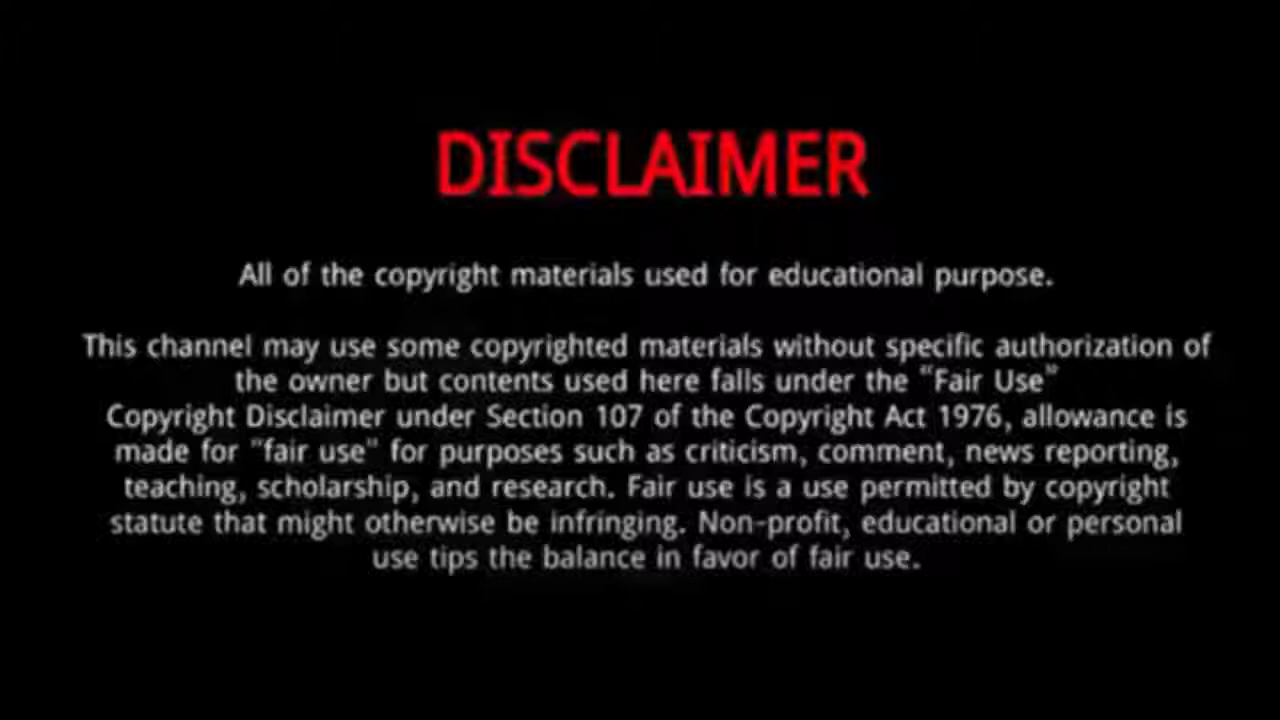 DISCLAIMER
All of the copyright materials used for educational purpose.
This channel may use some copyrighted materials without specific authorization of
the owner but contents used here falls under the “Fair Use”
Copyright Disclaimer under Section 107 of the Copyright Act 1976, allowance is
made for "fair use" for purposes such as criticism, comment, news reporting,
teaching, scholarship, and research. Fair use is a use permitted by copyright
statute that might otherwise be infringing. Non-profit, educational or personal
use tips the balance in favor of fair use.